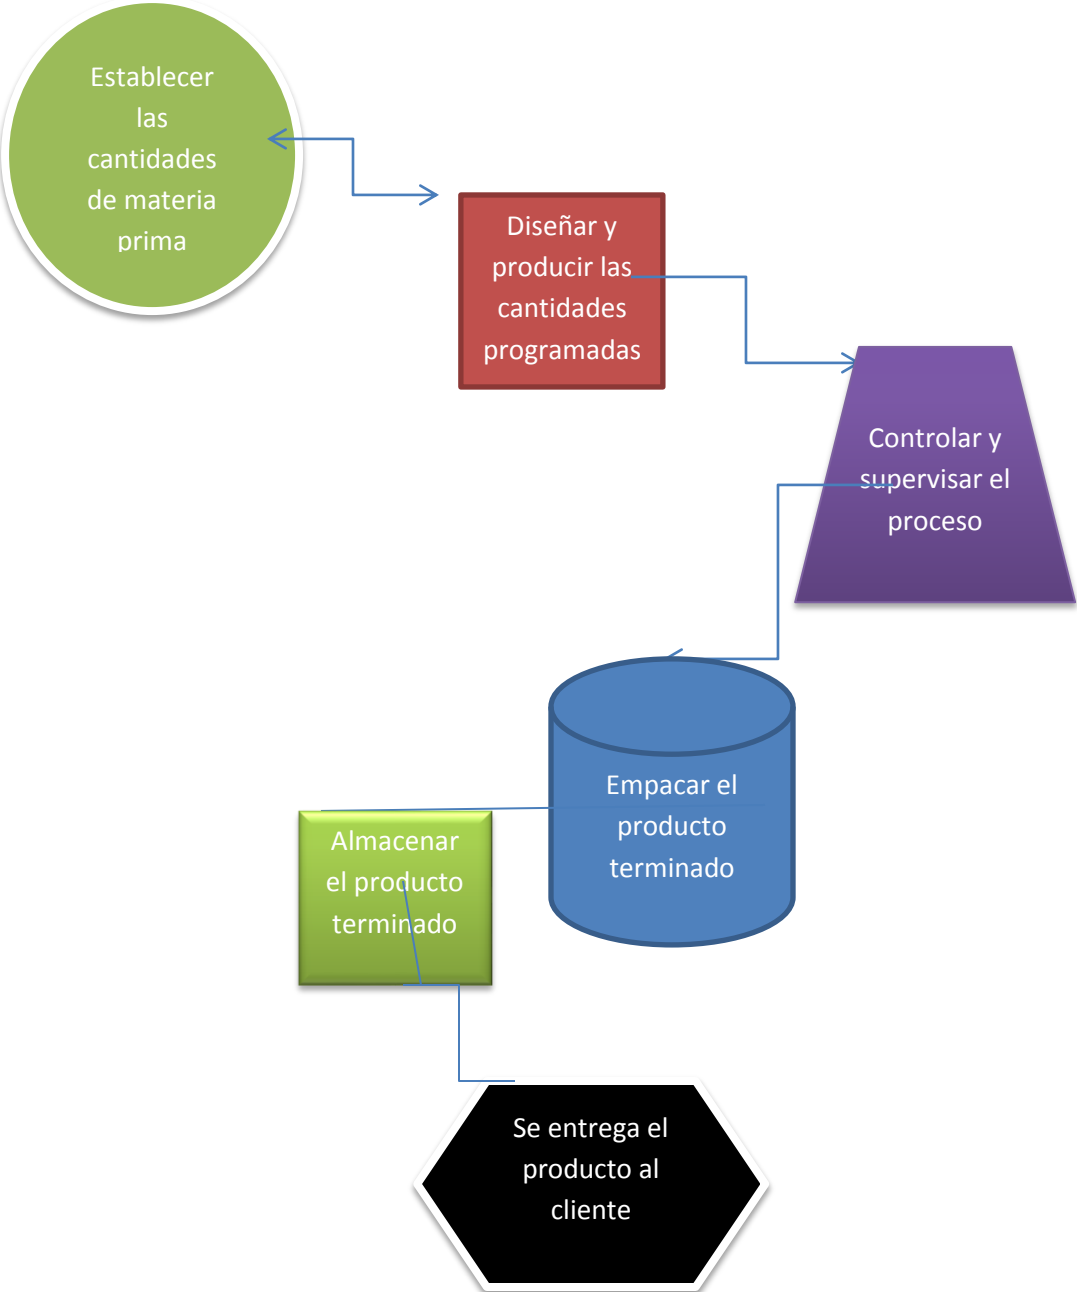 Establecer
las
cantidades
de materia
prima
Diseñar y
producir las
cantidades
programadas
Controlar y
supervisar el
proceso
Empacar el
producto
terminado
Almacenar
el producto
terminado
Se entrega el
producto al
cliente